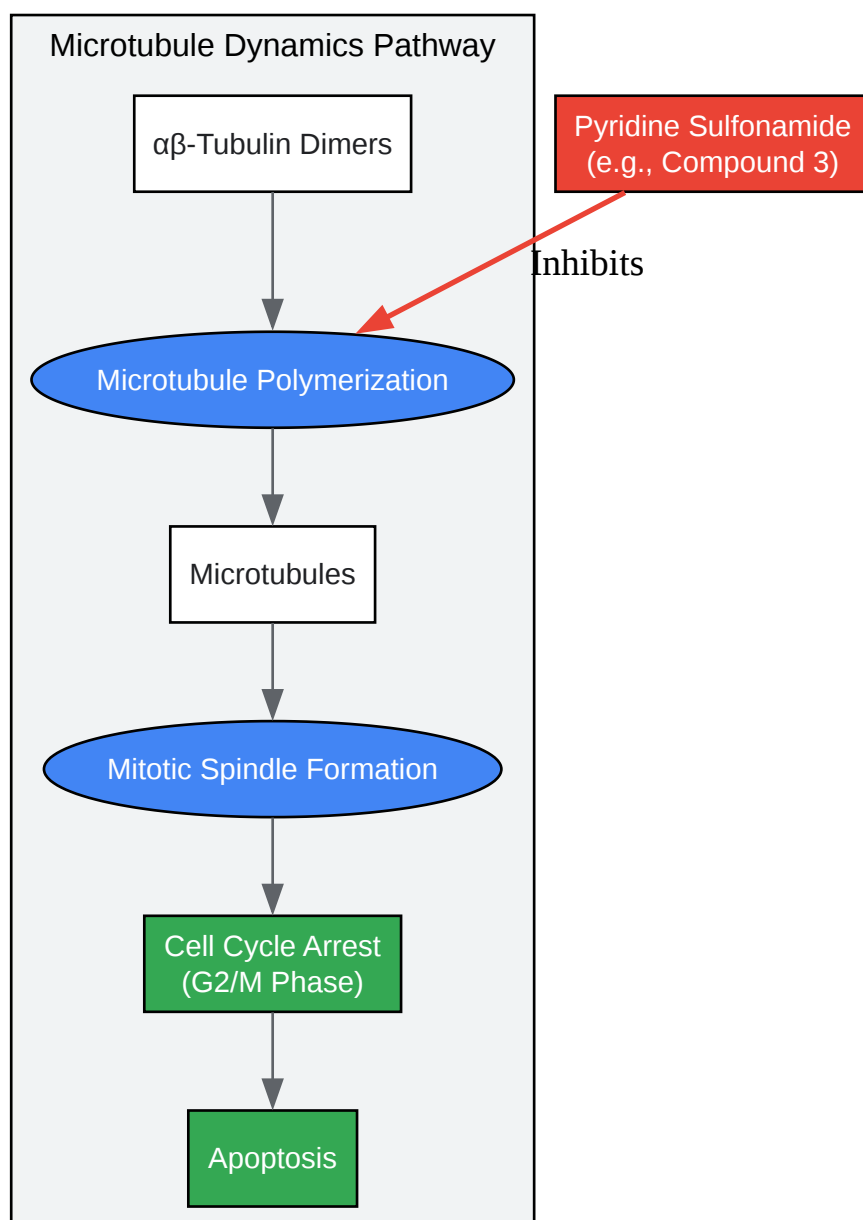 Microtubule Dynamics Pathway
αβ-Tubulin Dimers
Pyridine Sulfonamide
(e.g., Compound 3)
Inhibits
Microtubule Polymerization
Microtubules
Mitotic Spindle Formation
Cell Cycle Arrest
(G2/M Phase)
Apoptosis